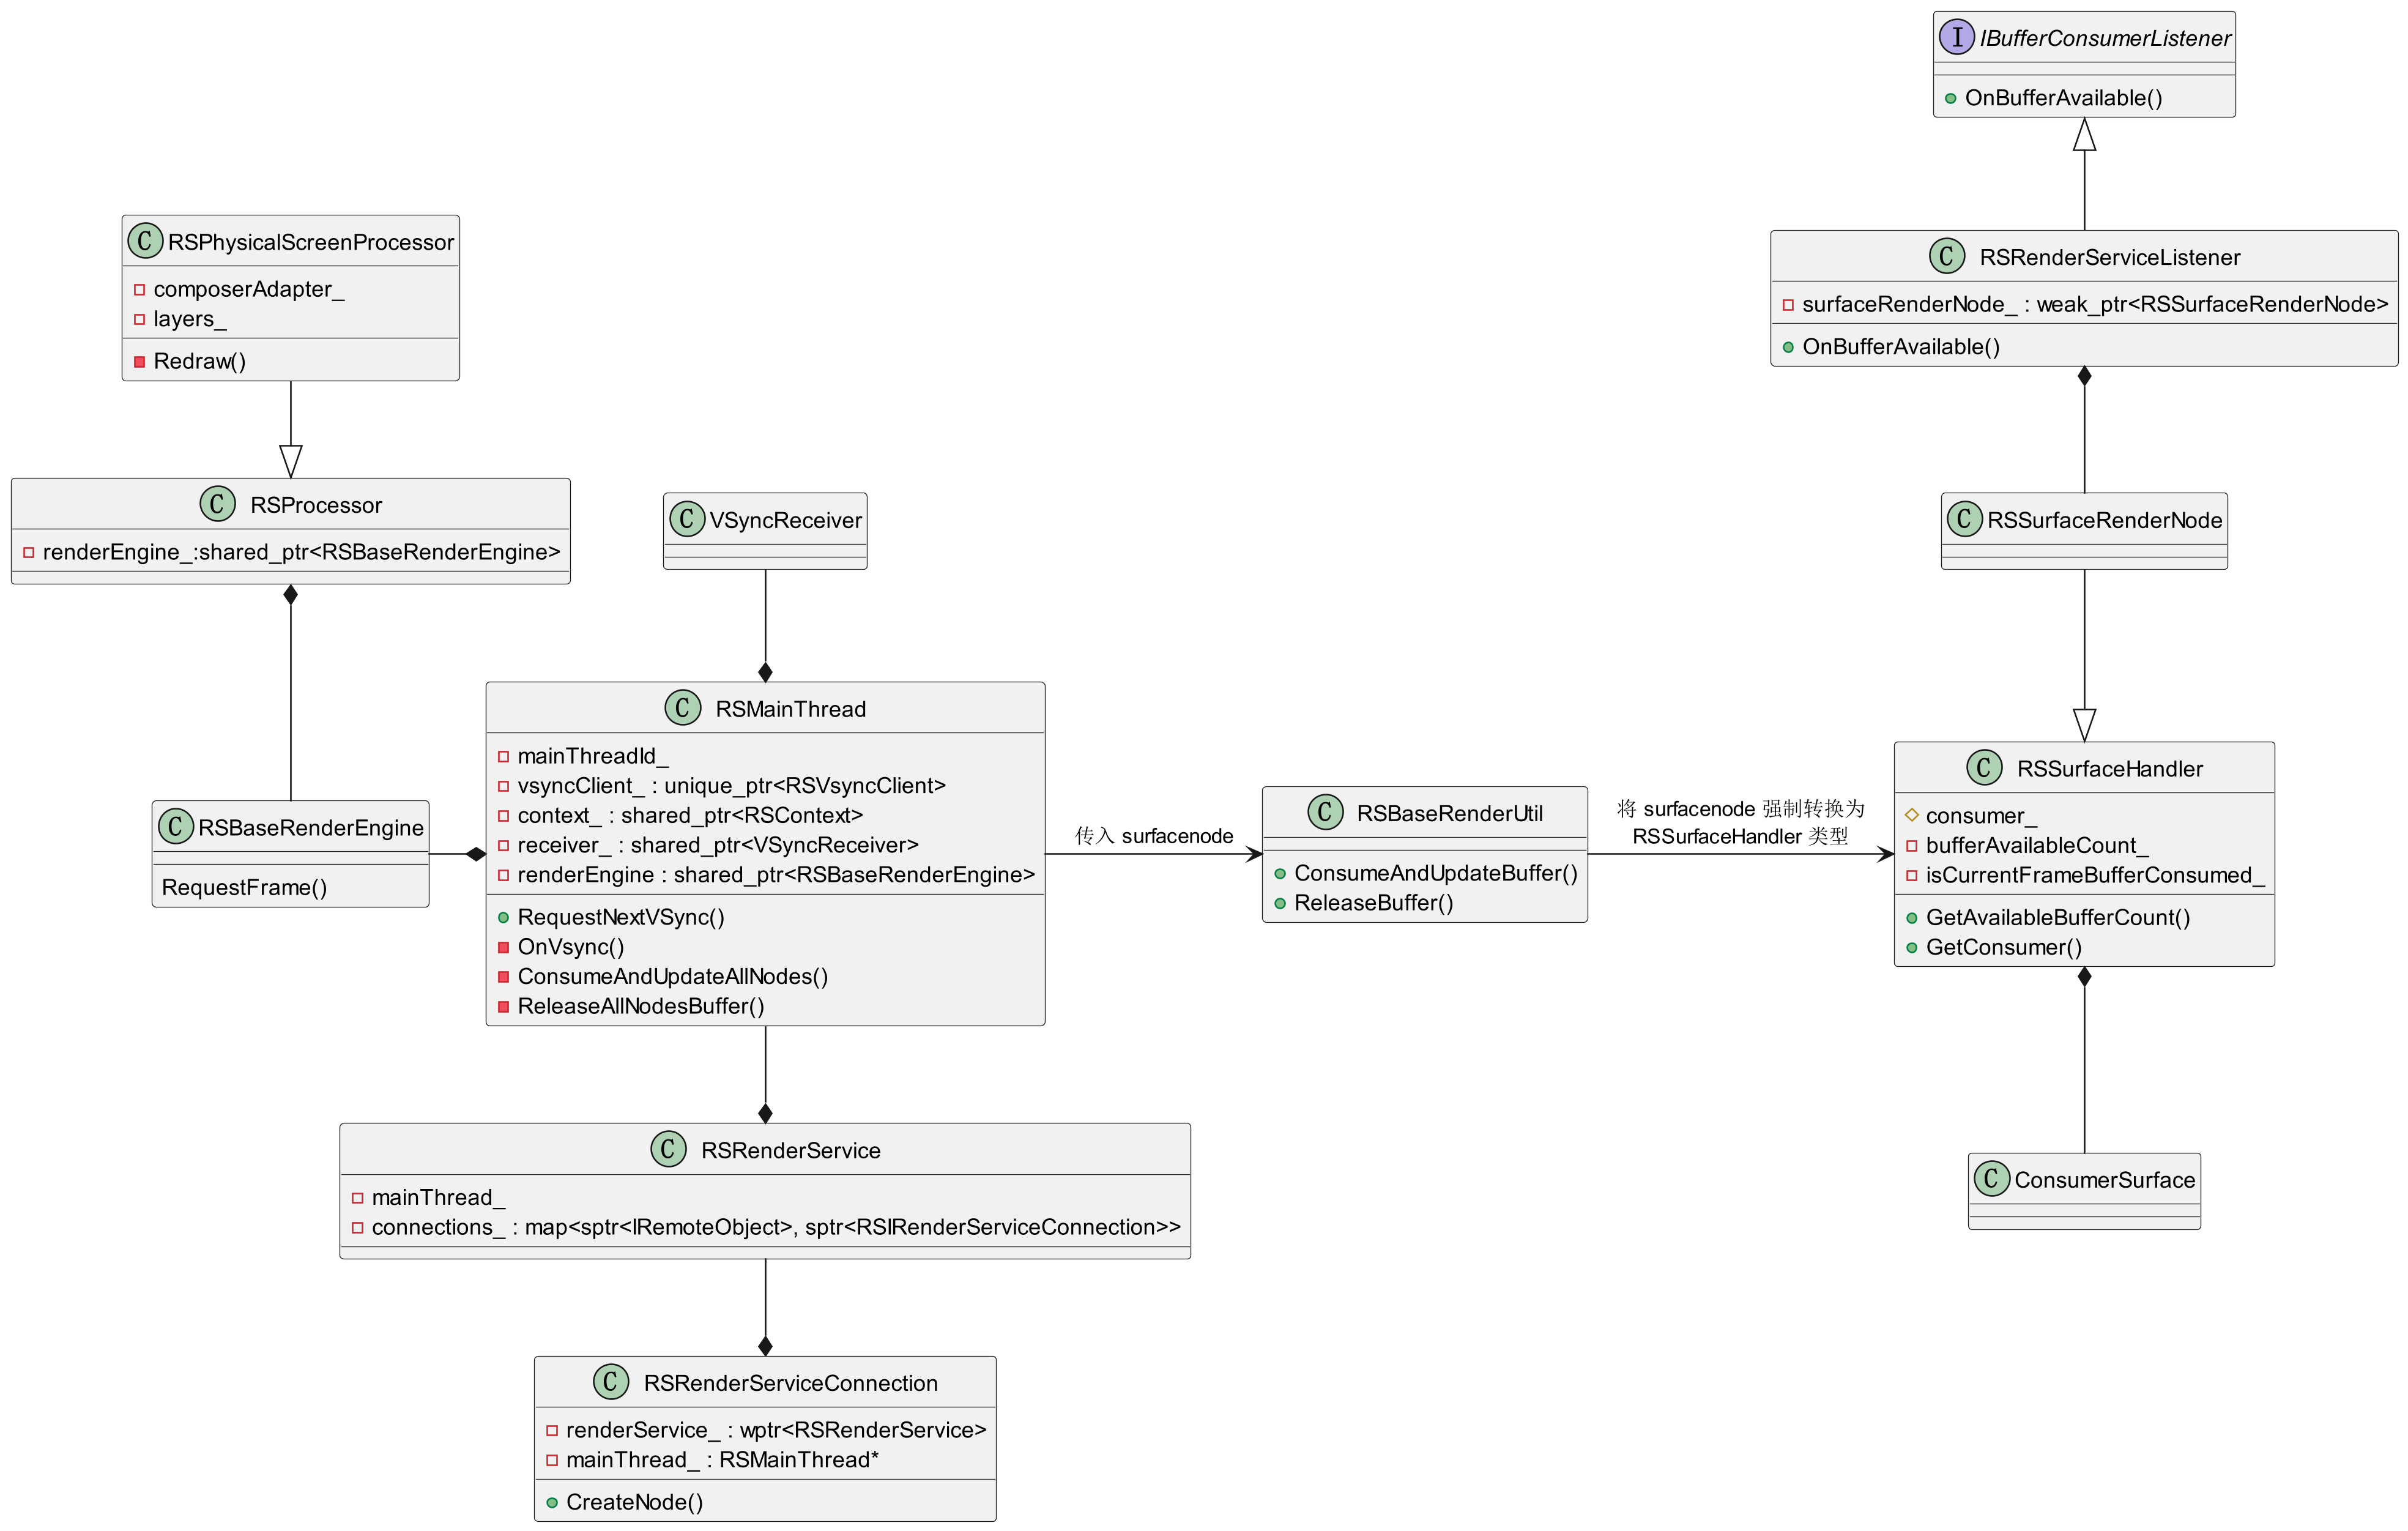 IBufferConsumerListener
OnBufferAvailable()
RSPhysicalScreenProcessor
composerAdapter_
layers_
Redraw()
RSRenderServiceListener
surfaceRenderNode_ : weak_ptr<RSSurfaceRenderNode>
OnBufferAvailable()
RSProcessor
renderEngine_:shared_ptr<RSBaseRenderEngine>
VSyncReceiver
RSSurfaceRenderNode
RSBaseRenderEngine
RequestFrame()
RSMainThread
mainThreadId_
vsyncClient_ : unique_ptr<RSVsyncClient>
context_ : shared_ptr<RSContext>
receiver_ : shared_ptr<VSyncReceiver>
renderEngine : shared_ptr<RSBaseRenderEngine>
RequestNextVSync()
OnVsync()
ConsumeAndUpdateAllNodes()
ReleaseAllNodesBuffer()
传入 surfacenode
RSBaseRenderUtil
ConsumeAndUpdateBuffer()
ReleaseBuffer()
将 surfacenode 强制转换为
RSSurfaceHandler 类型
RSSurfaceHandler
consumer_
bufferAvailableCount_
isCurrentFrameBufferConsumed_
GetAvailableBufferCount()
GetConsumer()
RSRenderService
mainThread_
connections_ : map<sptr<IRemoteObject>, sptr<RSIRenderServiceConnection>>
ConsumerSurface
RSRenderServiceConnection
renderService_ : wptr<RSRenderService>
mainThread_ : RSMainThread*
CreateNode()